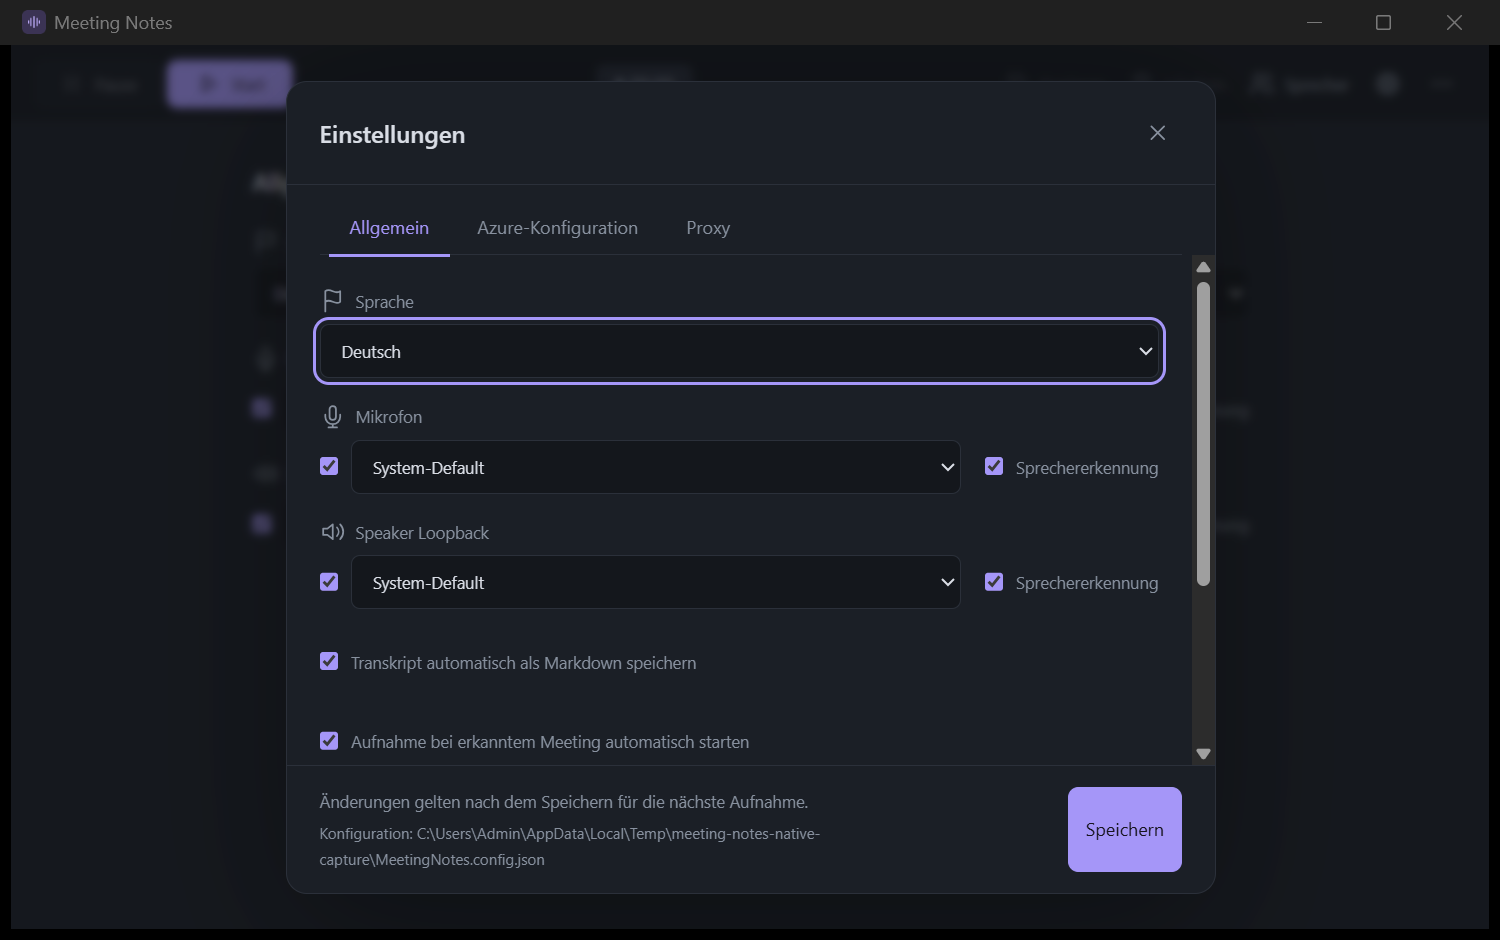 Meeting Notes
Einstellungen
Allgemein Azure-Konfiguration Proxy
Sprache
Deutsch
Mikrofon
System-Default Sprechererkennung
Speaker Loopback
System-Default Sprechererkennung
Transkript automatisch als Markdown speichern
Aufnahme bei erkanntem Meeting automatisch starten
Änderungen gelten nach dem Speichern für die nächste Aufnahme.
Konfiguration: C:\Users\Admin\AppData\Local\Temp\meeting-notes-native-
capture\MeetingNotes.config.json
Speichern